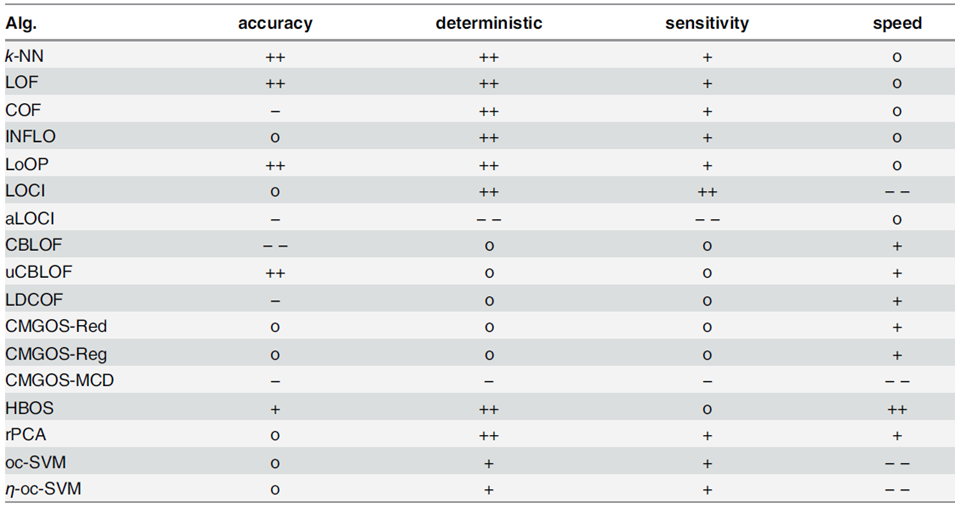 Alg. accuracy deterministic sensitivity speed
k-NN ++ ++ + o
LOF ++ ++ + o
COF – ++ + o
INFLO o ++ + o
LoOP ++ ++ + o
LOCI o ++ ++ – –
aLOCI – – – – – o
CBLOF – – o o +
uCBLOF ++ o o +
LDCOF – o o +
CMGOS-Red o o o +
CMGOS-Reg o o o +
CMGOS-MCD – – – – –
HBOS + ++ o ++
rPCA o ++ + +
oc-SVM o + + – –
η-oc-SVM o + + – –